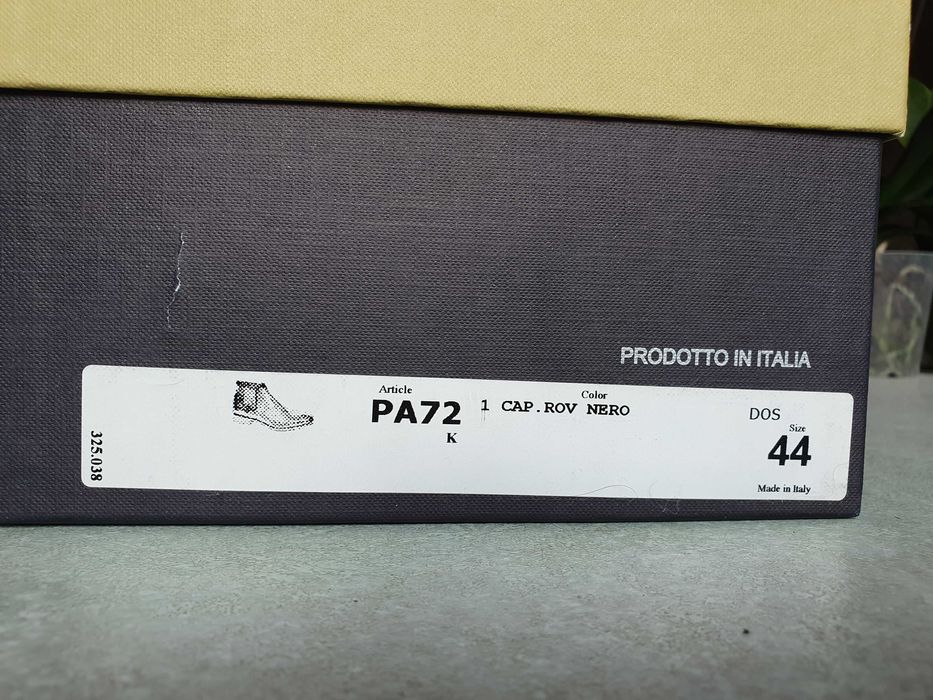 PRODOTTO IN ITALIA
325.038
Article
PA72
K
Color
1 CAP.ROV NERO
DOS
Size
44
Made in Italy